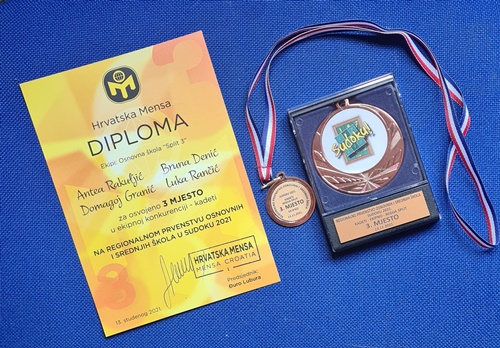 Hrvatska Mensa
DIPLOMA
Ekipi Osnovna škola "Split 3"
Antea Rakuljić Bruna Denić
Domagoj Granić Luka Rančić
za osvojeno 3 MJESTO
u ekipnoj konkurenciji - kadeti
NA REGIONALNOM PRVENSTVU OSNOVNIH
I SREDNJIH ŠKOLA U SUDOKU 2021
HRVATSKA MENSA
MENSA CROATIA
1
Predsjednik:
Đuro Lubura
13. studenog 2021.
3. MJESTO
Sudoku!
3. MJESTO